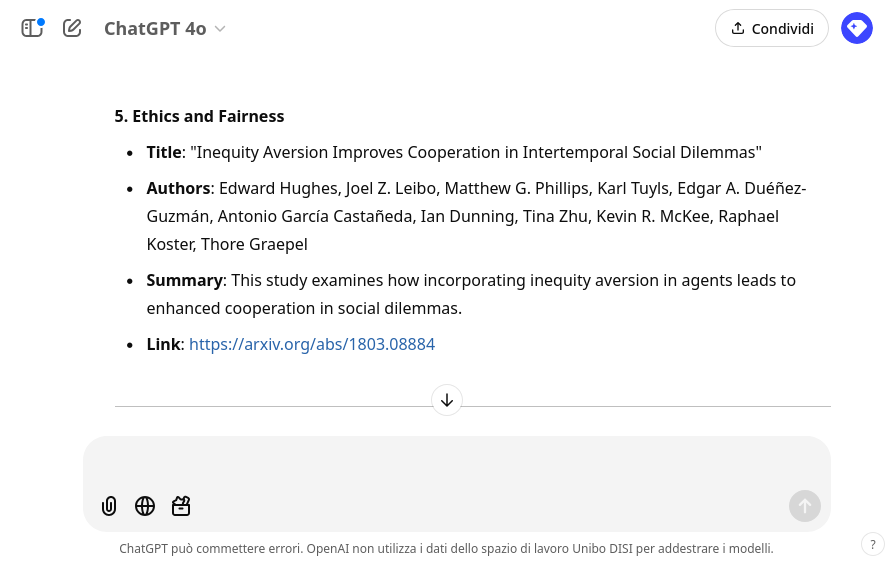 ChatGPT 4o
Condividi
5. Ethics and Fairness
• Title: "Inequity Aversion Improves Cooperation in Intertemporal Social Dilemmas"
• Authors: Edward Hughes, Joel Z. Leibo, Matthew G. Phillips, Karl Tuyls, Edgar A. Duéñez-
Guzmán, Antonio García Castañeda, Ian Dunning, Tina Zhu, Kevin R. McKee, Raphael
Koster, Thore Graepel
• Summary: This study examines how incorporating inequity aversion in agents leads to
enhanced cooperation in social dilemmas.
• Link: https://arxiv.org/abs/1803.08884
ChatGPT può commettere errori. OpenAI non utilizza i dati dello spazio di lavoro Unibo DISI per addestrare i modelli.
?